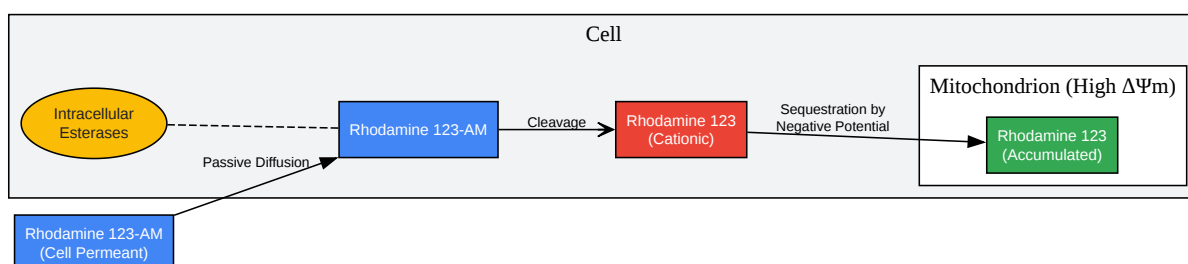 Cell
Mitochondrion (High ΔΨm)
Intracellular
Esterases
Rhodamine 123-AM
Cleavage
Rhodamine 123
(Cationic)
Sequestration by
Negative Potential
Rhodamine 123
(Accumulated)
Passive Diffusion
Rhodamine 123-AM
(Cell Permeant)